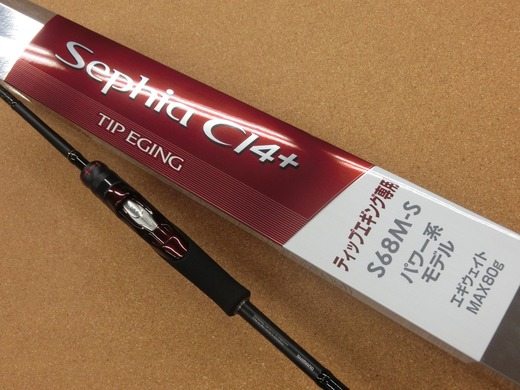 Sephia CI4+
TIP EGING
ティップエギング専用
S68M-S
パワー系
モデル
エギウェイト
MAX80g